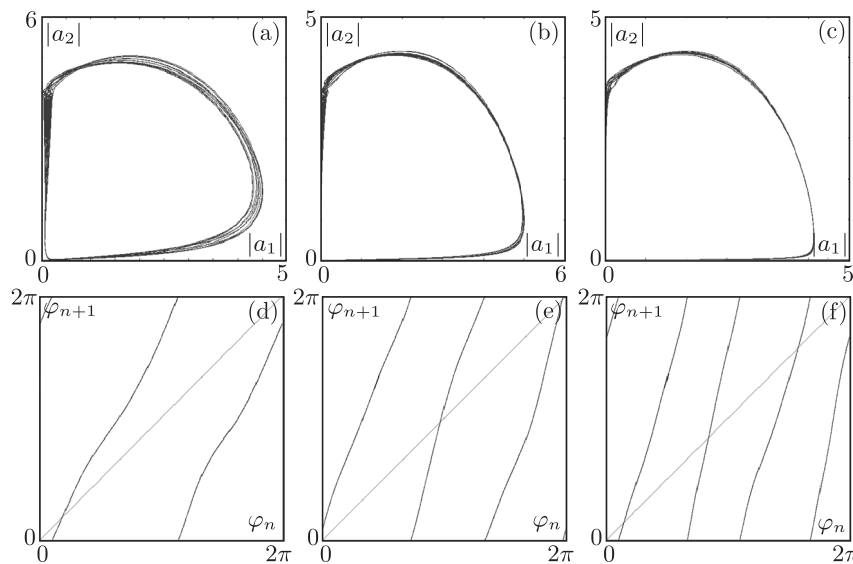 6 |a₂| (a)
5 |a₂| (b)
5 |a₂| (c)
|a₁| |a₁| |a₁|
0 0 0
0 5 0 6 0 5
2π φₙ₊₁ (d)
2π φₙ₊₁ (e)
2π φₙ₊₁ (f)
φₙ φₙ φₙ
0 0 0
0 2π 0 2π 0 2π